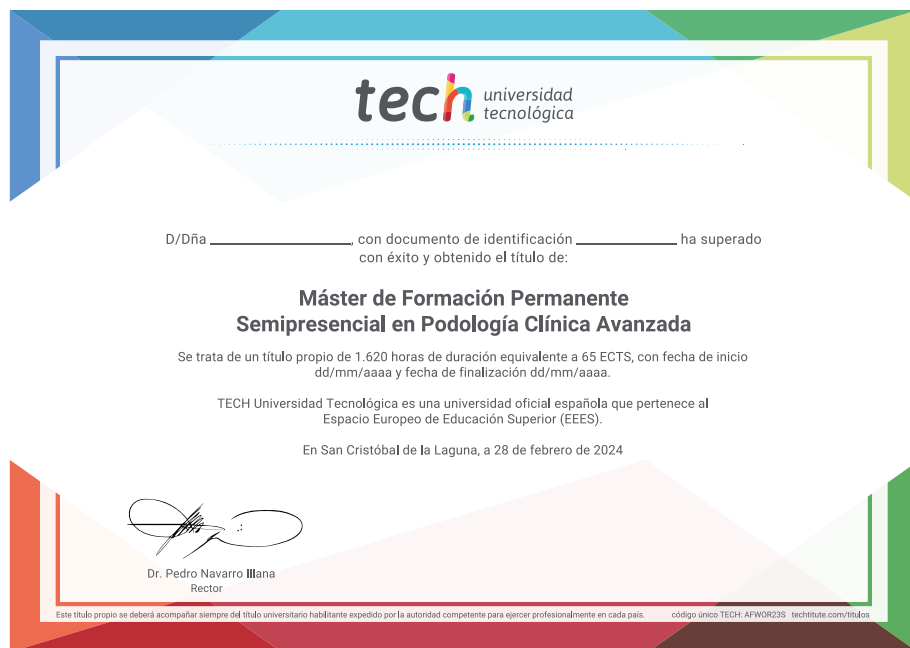 tech universidad
tecnológica
D/Dña ____________________, con documento de identificación ______________ ha superado
con éxito y obtenido el título de:
Máster de Formación Permanente
Semipresencial en Podología Clínica Avanzada
Se trata de un título propio de 1.620 horas de duración equivalente a 65 ECTS, con fecha de inicio
dd/mm/aaaa y fecha de finalización dd/mm/aaaa.
TECH Universidad Tecnológica es una universidad oficial española que pertenece al
Espacio Europeo de Educación Superior (EEES).
En San Cristóbal de la Laguna, a 28 de febrero de 2024
Dr. Pedro Navarro Illana
Rector
Este título propio se deberá acompañar siempre del título universitario habilitante expedido por la autoridad competente para ejercer profesionalmente en cada país. código único TECH: AFWOR23S techtitute.com/titulos